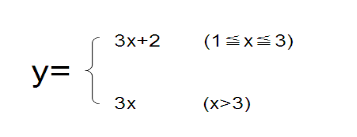 3x+2 (1≦x≦3)
y=
3x (x>3)